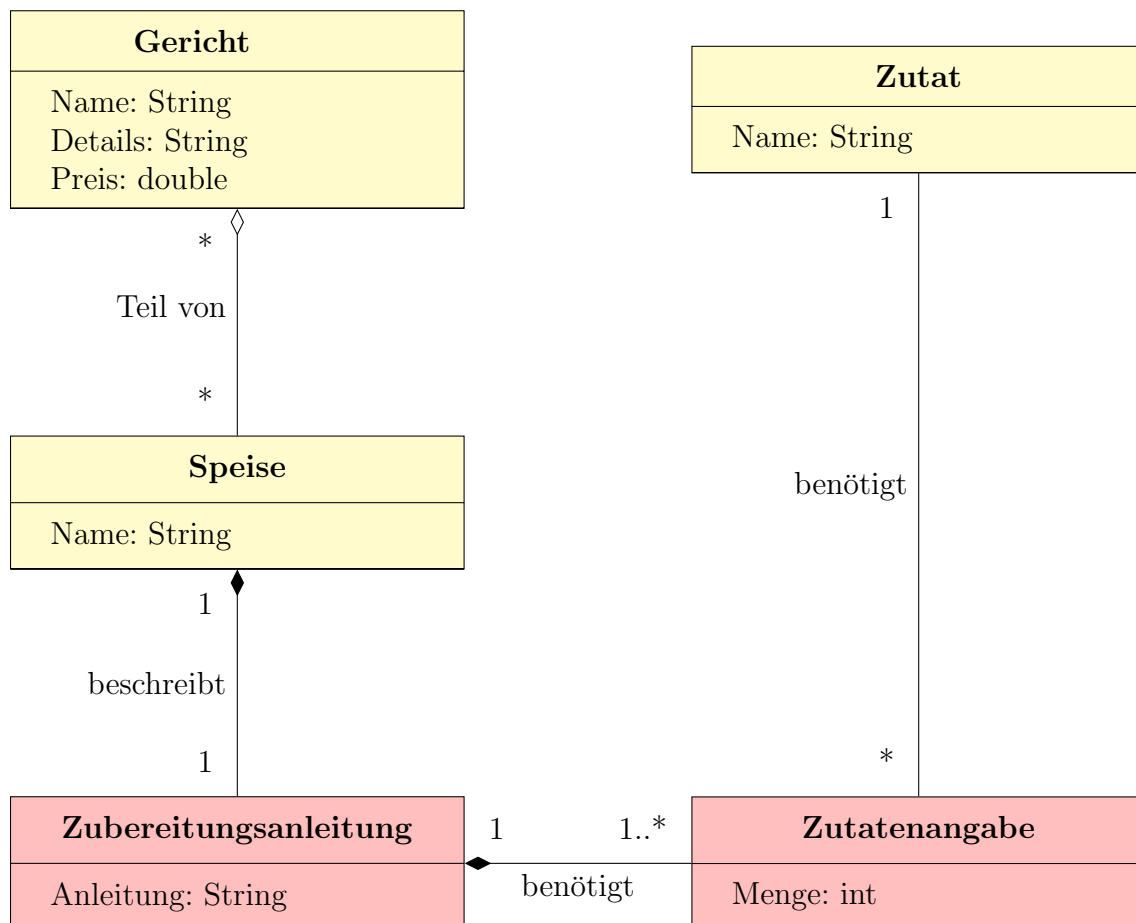 Gericht
Name: String
Details: String
Preis: double
Zutat
Name: String
*
1
Teil von
*
Speise
Name: String
benötigt
1
beschreibt
1
*
Zubereitungsanleitung
Anleitung: String
1
1..*
benötigt
Zutatenangabe
Menge: int